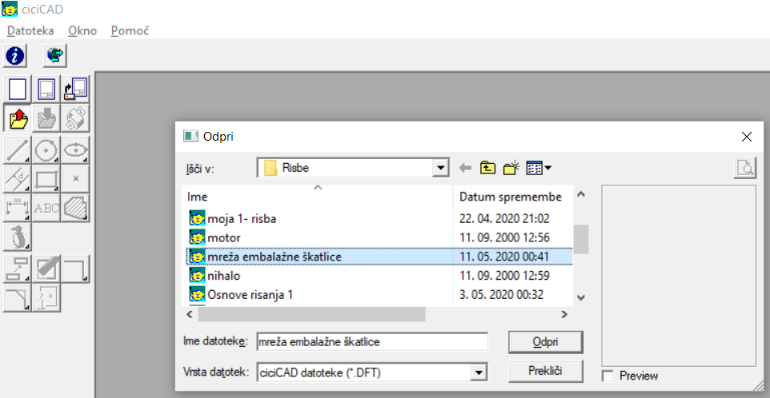 ciciCAD
Datoteka Okno Pomoč
ABC
Odpri
Išči v: Risbe
Ime Datum spremembe
moja 1- risba 22. 04. 2020 21:02
motor 11. 09. 2000 12:56
mreža embalažne škatlice 11. 05. 2020 00:41
nihalo 11. 09. 2000 12:59
Osnove risanja 1 3. 05. 2020 00:32
Ime datoteke: mreža embalažne škatlice Odpri
Vrsta datotek: ciciCAD datoteke (*.DFT) Prekliči
Preview